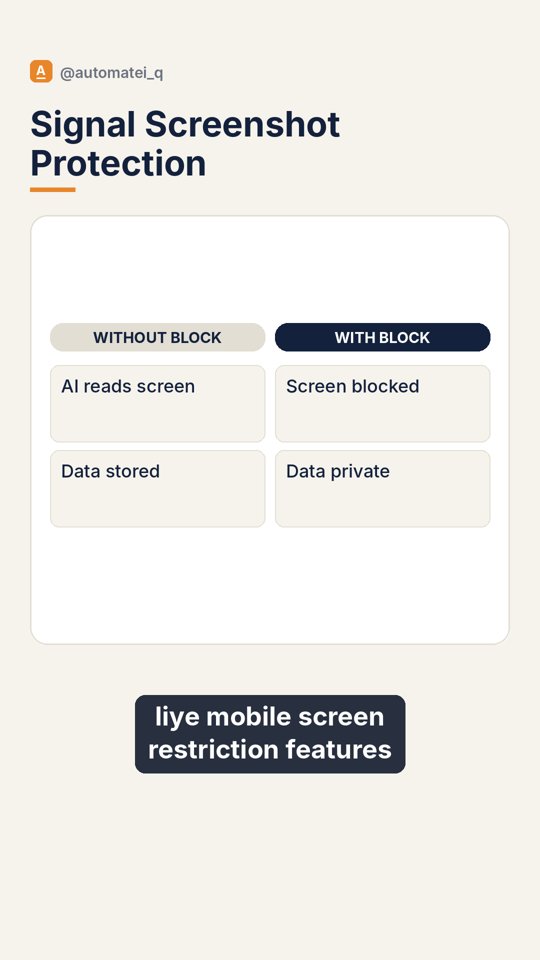 A
@automatei_q
Signal Screenshot
Protection
WITHOUT BLOCK
WITH BLOCK
AI reads screen
Screen blocked
Data stored
Data private
liye mobile screen
restriction features